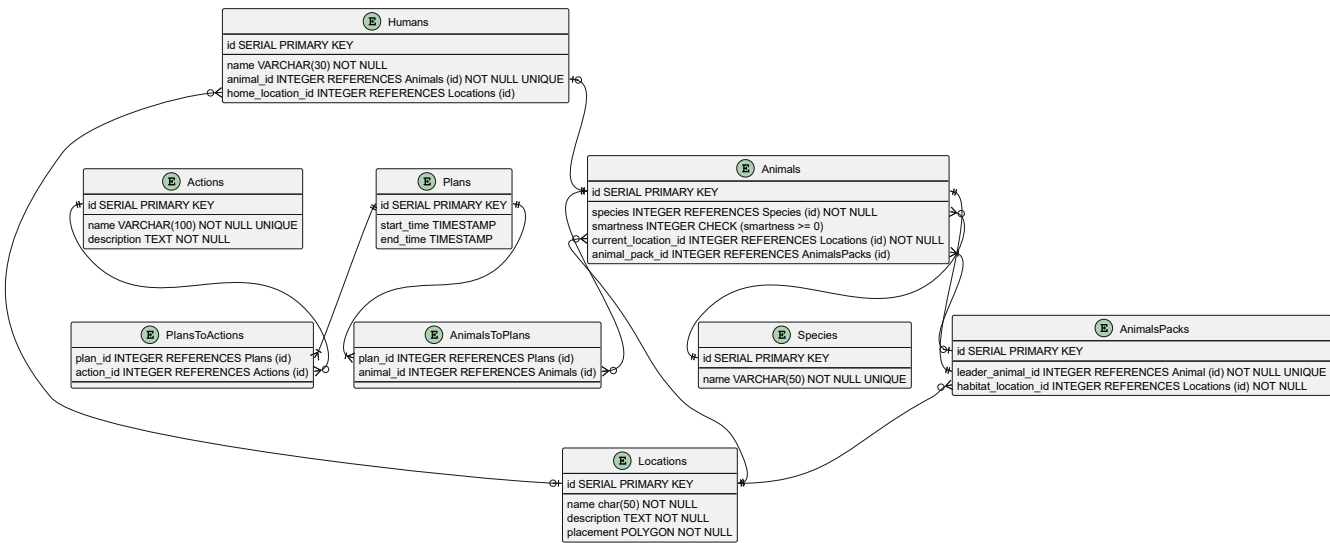 E Humans
id SERIAL PRIMARY KEY
name VARCHAR(30) NOT NULL
animal_id INTEGER REFERENCES Animals (id) NOT NULL UNIQUE
home_location_id INTEGER REFERENCES Locations (id)
E Actions
id SERIAL PRIMARY KEY
name VARCHAR(100) NOT NULL UNIQUE
description TEXT NOT NULL
E Plans
id SERIAL PRIMARY KEY
start_time TIMESTAMP
end_time TIMESTAMP
E Animals
id SERIAL PRIMARY KEY
species INTEGER REFERENCES Species (id) NOT NULL
smartness INTEGER CHECK (smartness >= 0)
current_location_id INTEGER REFERENCES Locations (id) NOT NULL
animal_pack_id INTEGER REFERENCES AnimalsPacks (id)
E PlansToActions
plan_id INTEGER REFERENCES Plans (id)
action_id INTEGER REFERENCES Actions (id)
E AnimalsToPlans
plan_id INTEGER REFERENCES Plans (id)
animal_id INTEGER REFERENCES Animals (id)
E Species
id SERIAL PRIMARY KEY
name VARCHAR(50) NOT NULL UNIQUE
E AnimalsPacks
id SERIAL PRIMARY KEY
leader_animal_id INTEGER REFERENCES Animal (id) NOT NULL UNIQUE
habitat_location_id INTEGER REFERENCES Locations (id) NOT NULL
E Locations
id SERIAL PRIMARY KEY
name char(50) NOT NULL
description TEXT NOT NULL
placement POLYGON NOT NULL